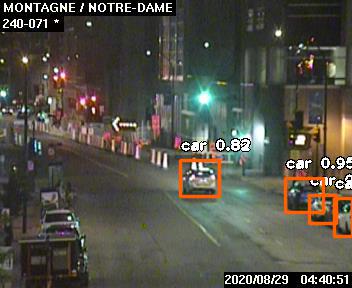 MONTAGNE / NOTRE-DAME
240-071 *
car 0.82
car 0.95
2020/08/29 04:40:51